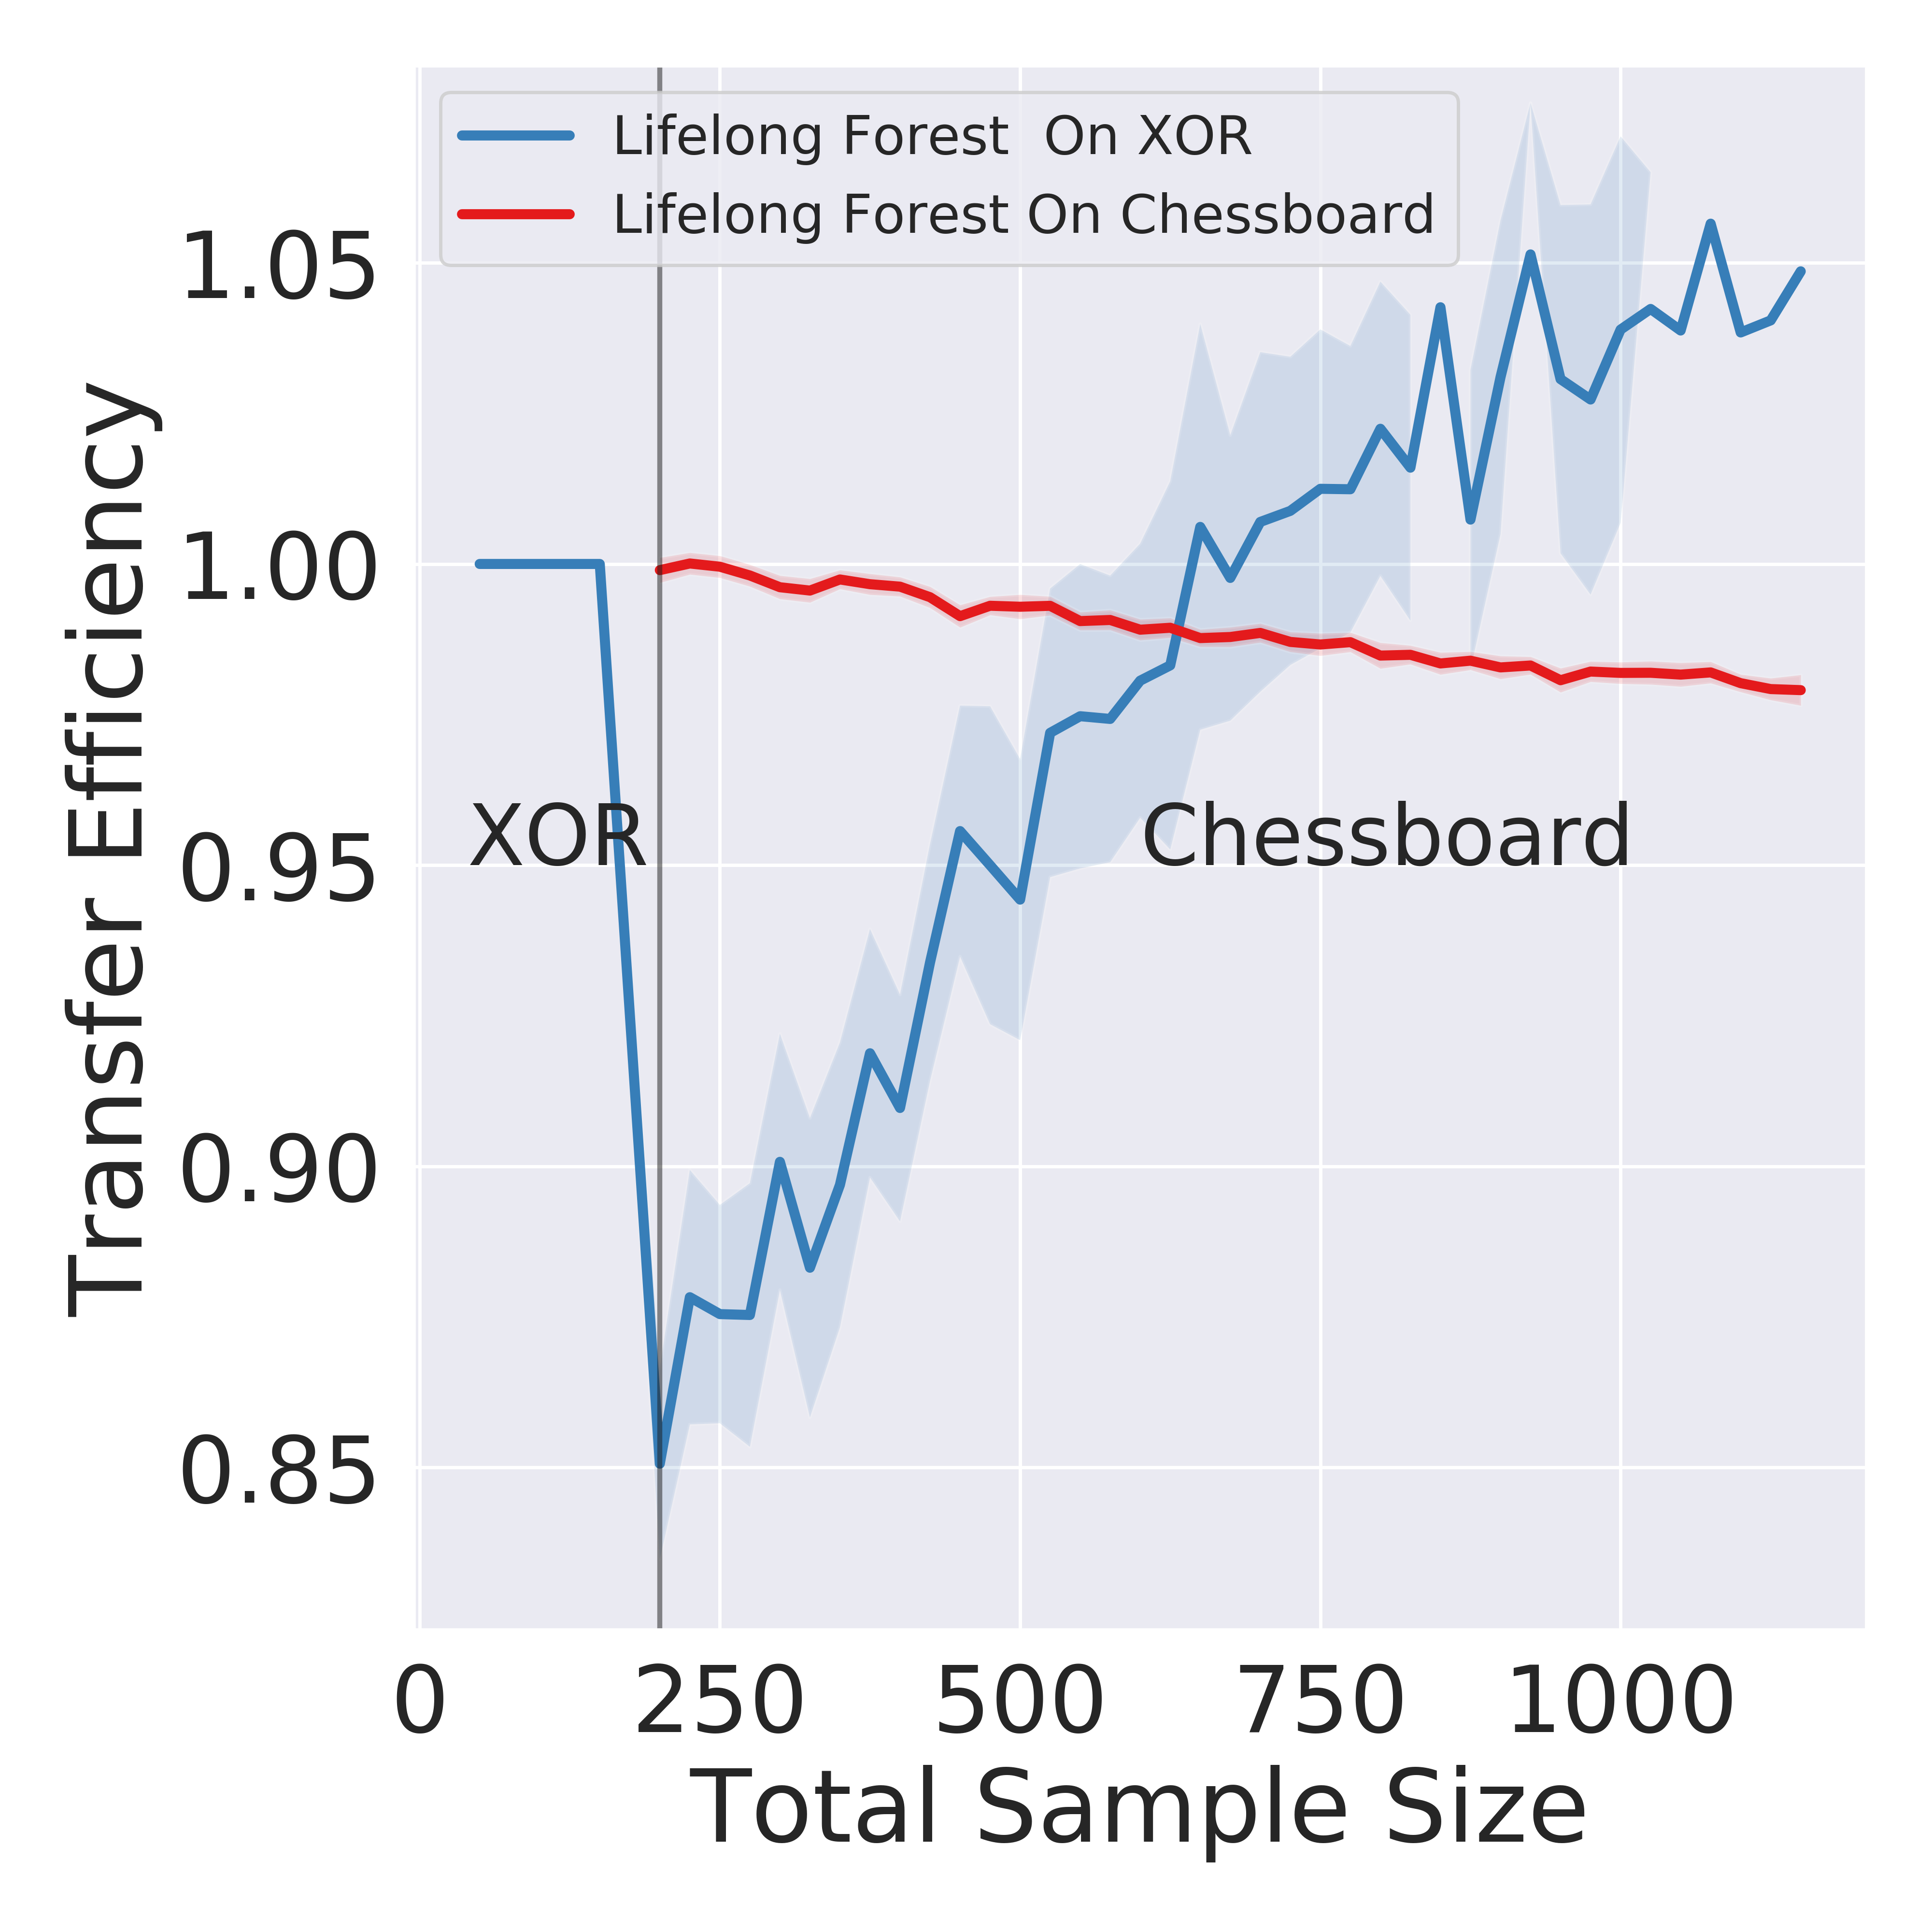 Lifelong Forest  On XOR
Lifelong Forest On Chessboard
Transfer Efficiency
1.05
1.00
0.95
0.90
0.85
XOR
Chessboard
0
250
500
750
1000
Total Sample Size